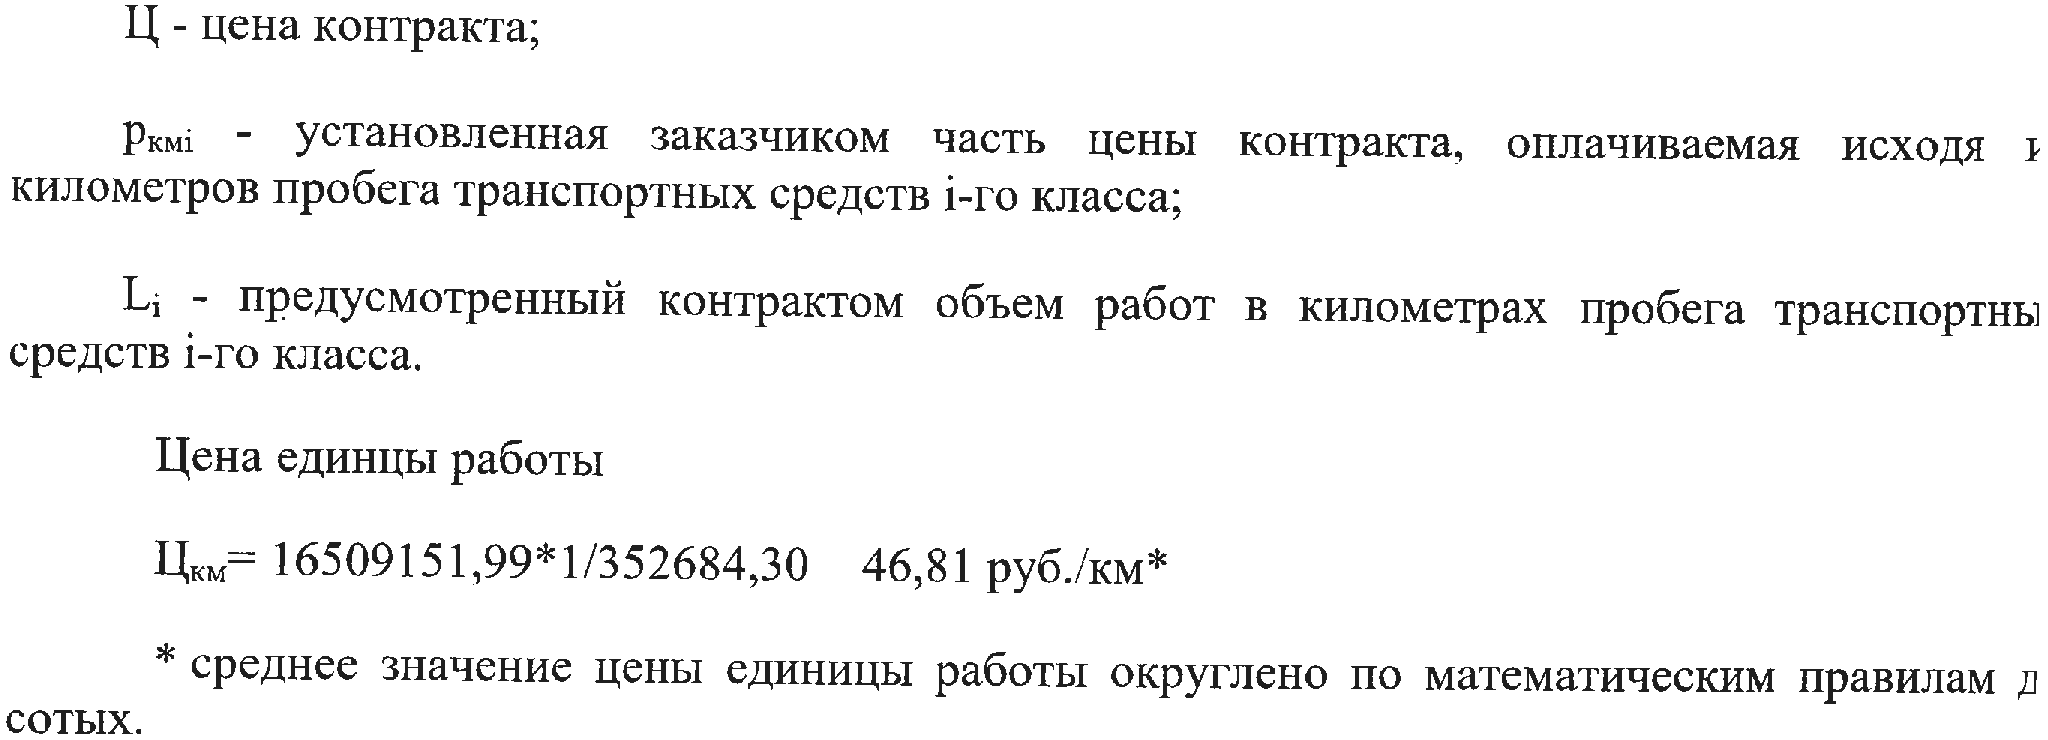 Ц - цена контракта;
pкмi - установленная заказчиком часть цены контракта, оплачиваемая исходя
километров пробега транспортных средств i-го класса;
Li - предусмотренный контрактом объем работ в километрах пробега транспортны
средств i-го класса.
Цена единцы работы
Цкм= 16509151,99*1/352684,30 46,81 руб./км*
* среднее значение цены единицы работы округлено по математическим правилам
сотых.